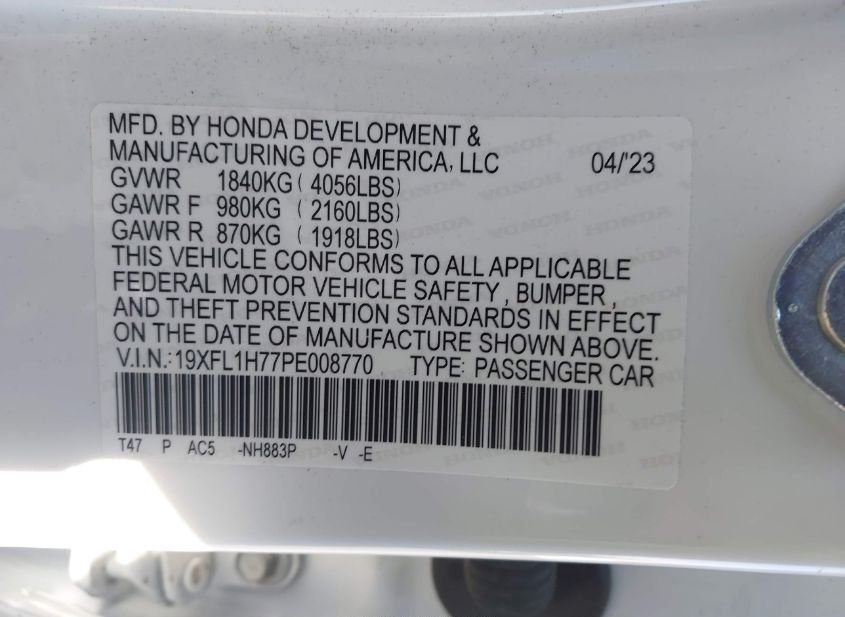 MFD. BY HONDA DEVELOPMENT &
MANUFACTURING OF AMERICA, LLC 04/'23
GVWR 1840KG ( 4056LBS)
GAWR F 980KG ( 2160LBS)
GAWR R 870KG ( 1918LBS)
THIS VEHICLE CONFORMS TO ALL APPLICABLE
FEDERAL MOTOR VEHICLE SAFETY , BUMPER ,
AND THEFT PREVENTION STANDARDS IN EFFECT
ON THE DATE OF MANUFACTURE SHOWN ABOVE.
V.I.N.:19XFL1H77PE008770 TYPE: PASSENGER CAR
T47 P AC5 -NH883P -V -E